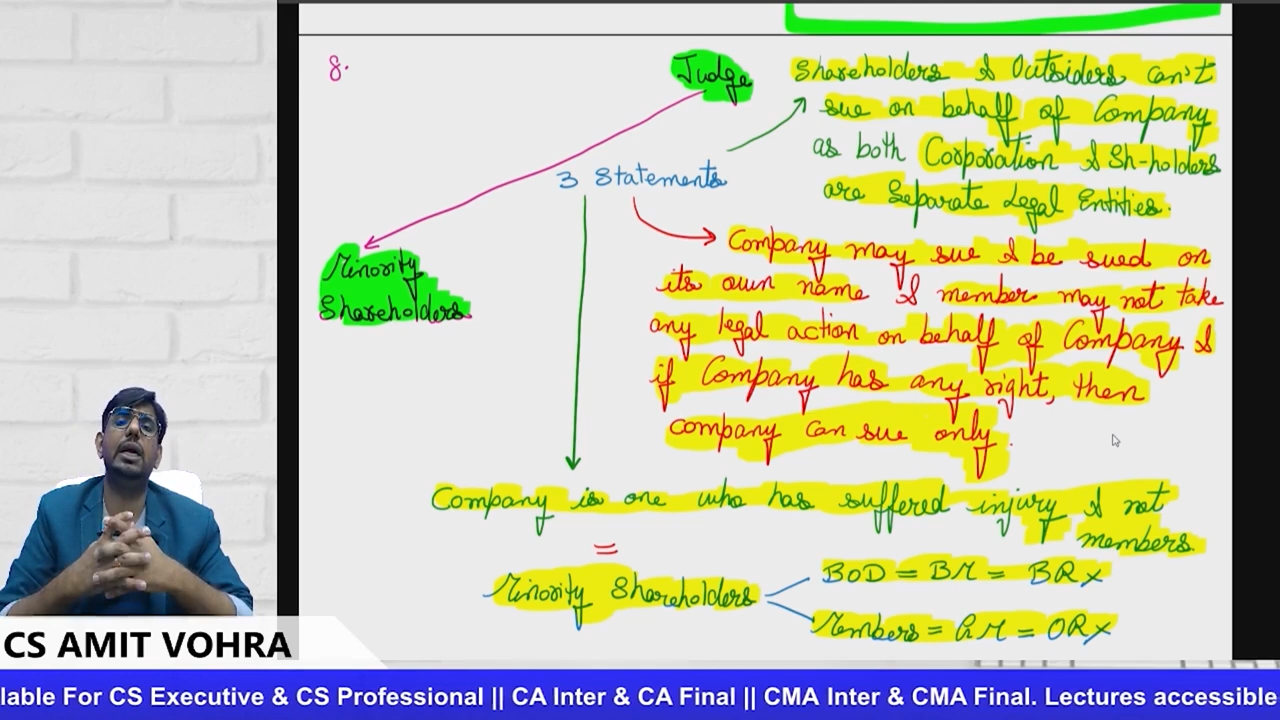 8.
Judge
Shareholders & Outsiders can't
sue on behalf of Company
as both Corporation & Sh-holders
are Separate Legal Entities.
3 Statements
Minority
Shareholders
Company may sue & be sued on
its own name & member may not take
any legal action on behalf of Company &
if Company has any right, then
company can sue only.
Company is one who has suffered injury & not
members.
=
Minority Shareholders
BOD = BM = BR x
Members = GM = OR x
CS AMIT VOHRA
lable For CS Executive & CS Professional || CA Inter & CA Final || CMA Inter & CMA Final. Lectures accessible